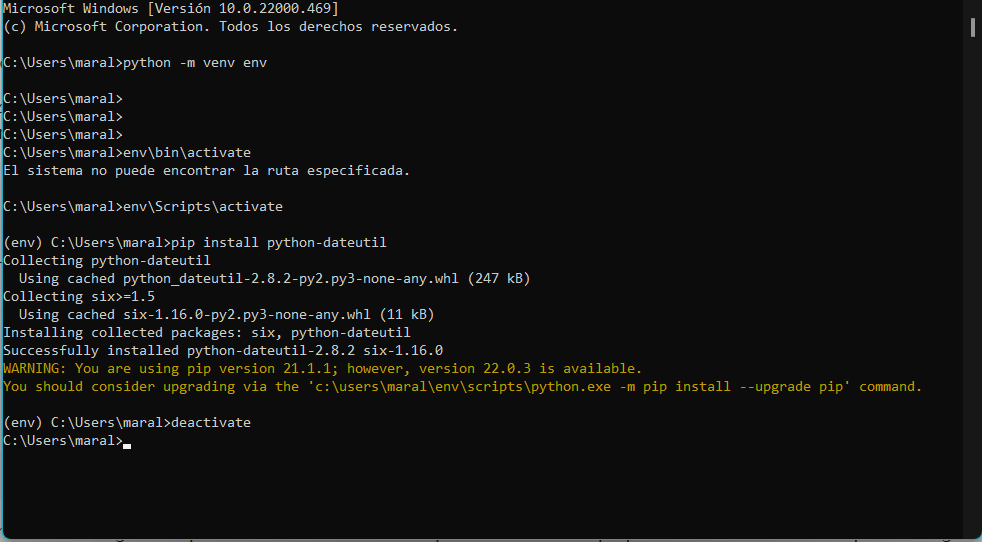 Microsoft Windows [Versión 10.0.22000.469]
(c) Microsoft Corporation. Todos los derechos reservados.
C:\Users\maral>python -m venv env
C:\Users\maral>
C:\Users\maral>
C:\Users\maral>
C:\Users\maral>env\bin\activate
El sistema no puede encontrar la ruta especificada.
C:\Users\maral>env\Scripts\activate
(env) C:\Users\maral>pip install python-dateutil
Collecting python-dateutil
  Using cached python_dateutil-2.8.2-py2.py3-none-any.whl (247 kB)
Collecting six>=1.5
  Using cached six-1.16.0-py2.py3-none-any.whl (11 kB)
Installing collected packages: six, python-dateutil
Successfully installed python-dateutil-2.8.2 six-1.16.0
WARNING: You are using pip version 21.1.1; however, version 22.0.3 is available.
You should consider upgrading via the 'c:\users\maral\env\scripts\python.exe -m pip install --upgrade pip' command.
(env) C:\Users\maral>deactivate
C:\Users\maral>